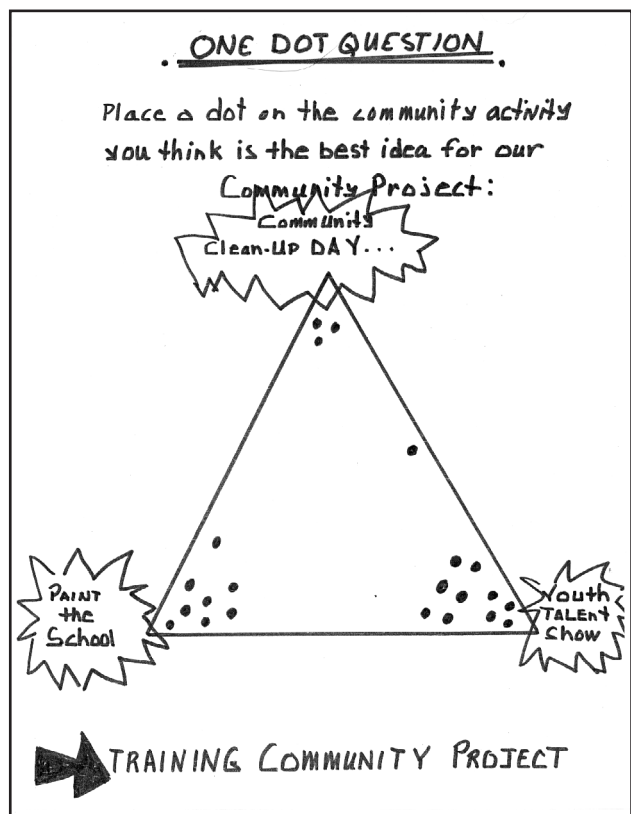 ONE DOT QUESTION
Place a dot on the community activity
you think is the best idea for our
Community Project:
Community
Clean-Up DAY...
PAINT
the
School
Youth
TALENT
Show
TRAINING COMMUNITY PROJECT